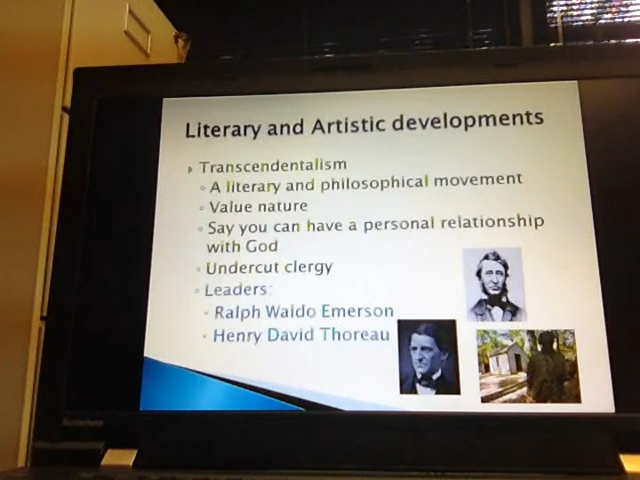 Literary and Artistic developments
Transcendentalism
A literary and philosophical movement
Value nature
Say you can have a personal relationship
with God
Undercut clergy
Leaders:
Ralph Waldo Emerson
Henry David Thoreau